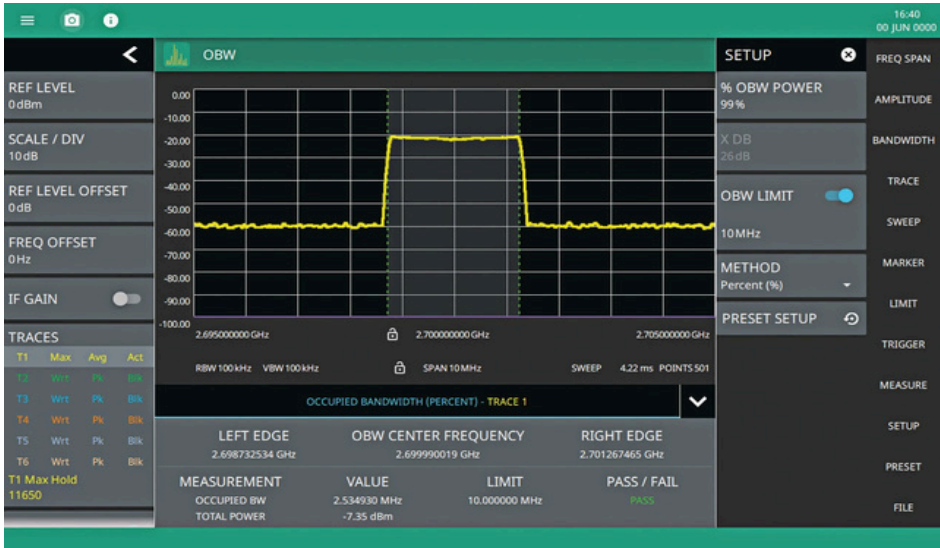 16:40
00 JUN 0000
OBW
SETUP
FREQ SPAN
AMPLITUDE
BANDWIDTH
TRACE
SWEEP
MARKER
LIMIT
TRIGGER
MEASURE
SETUP
PRESET
FILE
REF LEVEL
0 dBm
SCALE / DIV
10 dB
REF LEVEL OFFSET
0 dB
FREQ OFFSET
0 Hz
IF GAIN
TRACES
T1 Max Avg Act
T2 Wrt Pk Blk
T3 Wrt Pk Blk
T4 Wrt Pk Blk
T5 Wrt Pk Blk
T6 Wrt Pk Blk
T1 Max Hold
11650
0.00
-10.00
-20.00
-30.00
-40.00
-50.00
-60.00
-70.00
-80.00
-90.00
-100.00
2.695000000 GHz 2.700000000 GHz 2.705000000 GHz
RBW 100 kHz VBW 100 kHz SPAN 10 MHz SWEEP 4.22 ms POINTS 501
OCCUPIED BANDWIDTH (PERCENT) - TRACE 1
LEFT EDGE OBW CENTER FREQUENCY RIGHT EDGE
2.698732534 GHz 2.699990019 GHz 2.701267465 GHz
MEASUREMENT VALUE LIMIT PASS / FAIL
OCCUPIED BW 2.534930 MHz 10.000000 MHz PASS
TOTAL POWER -7.35 dBm
% OBW POWER
99 %
X DB
26 dB
OBW LIMIT
10 MHz
METHOD
Percent (%)
PRESET SETUP